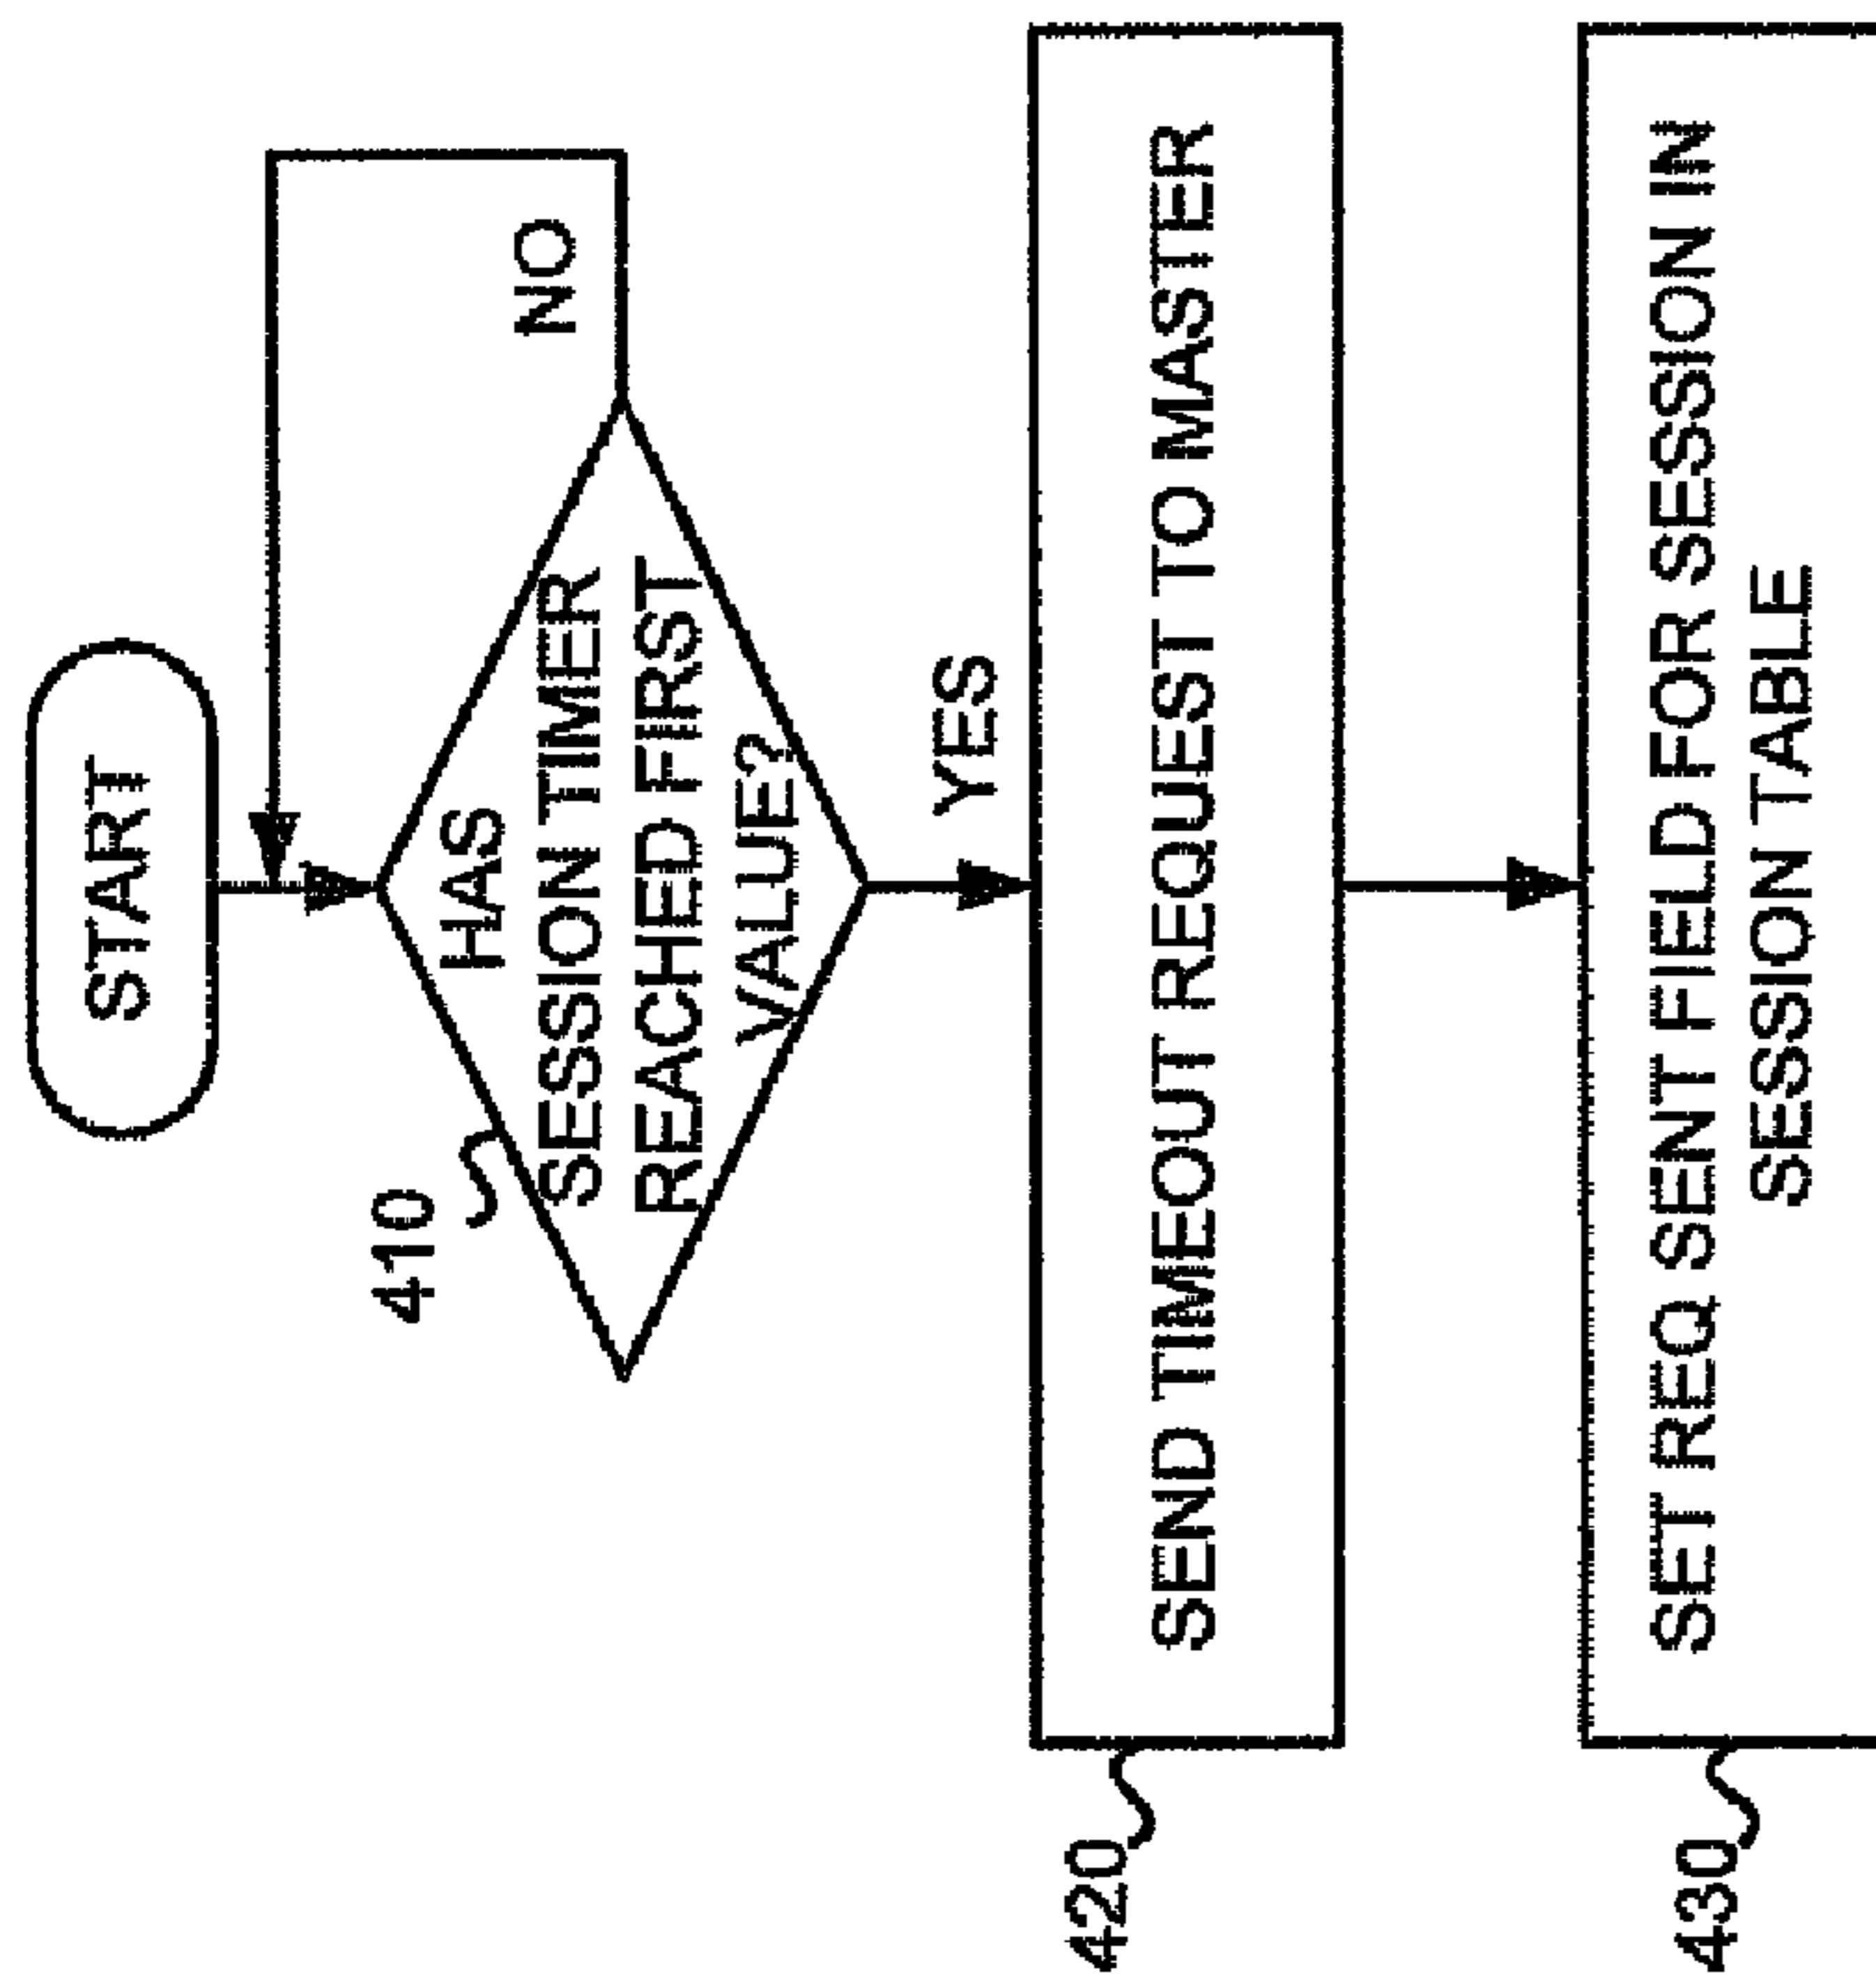 START
410
HAS
SESSION TIMER
REACHED FIRST
VALUE?
NO
YES
420
SEND TIMEOUT REQUEST TO MASTER
430
SET REQ SENT FIELD FOR SESSION IN
SESSION TABLE